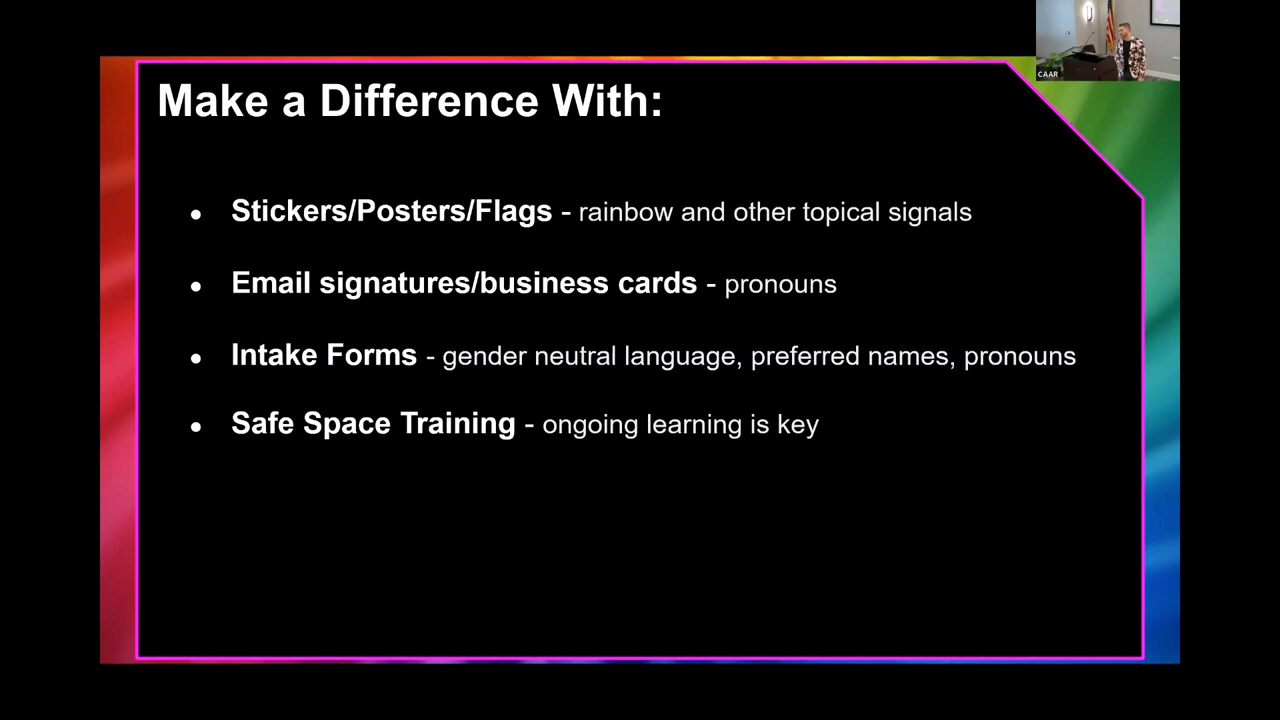 CAAR
Make a Difference With:
● Stickers/Posters/Flags - rainbow and other topical signals
● Email signatures/business cards - pronouns
● Intake Forms - gender neutral language, preferred names, pronouns
● Safe Space Training - ongoing learning is key